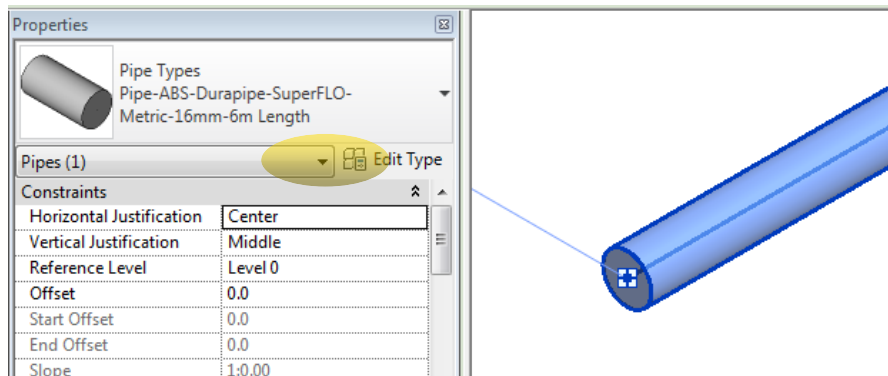 Properties
Pipe Types
Pipe-ABS-Durapipe-SuperFLO-
Metric-16mm-6m Length
Pipes (1) Edit Type
Constraints
Horizontal Justification Center
Vertical Justification Middle
Reference Level Level 0
Offset 0.0
Start Offset 0.0
End Offset 0.0
Slope 1:0.00